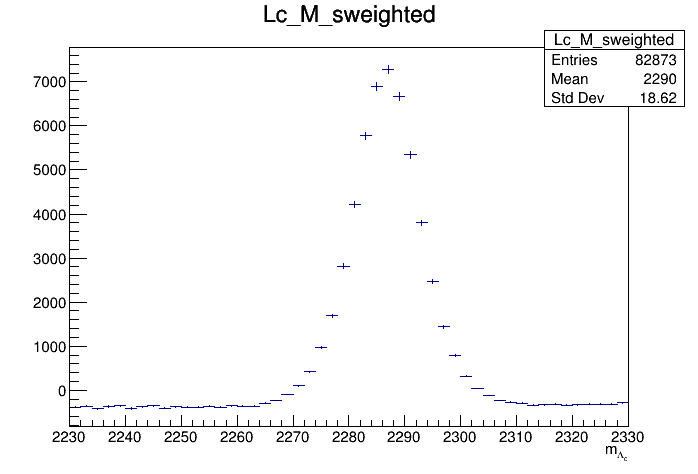 Lc_M_sweighted
Lc_M_sweighted
Entries 82873
Mean 2290
Std Dev 18.62
7000
6000
5000
4000
3000
2000
1000
0
2230 2240 2250 2260 2270 2280 2290 2300 2310 2320 2330
m_Λc